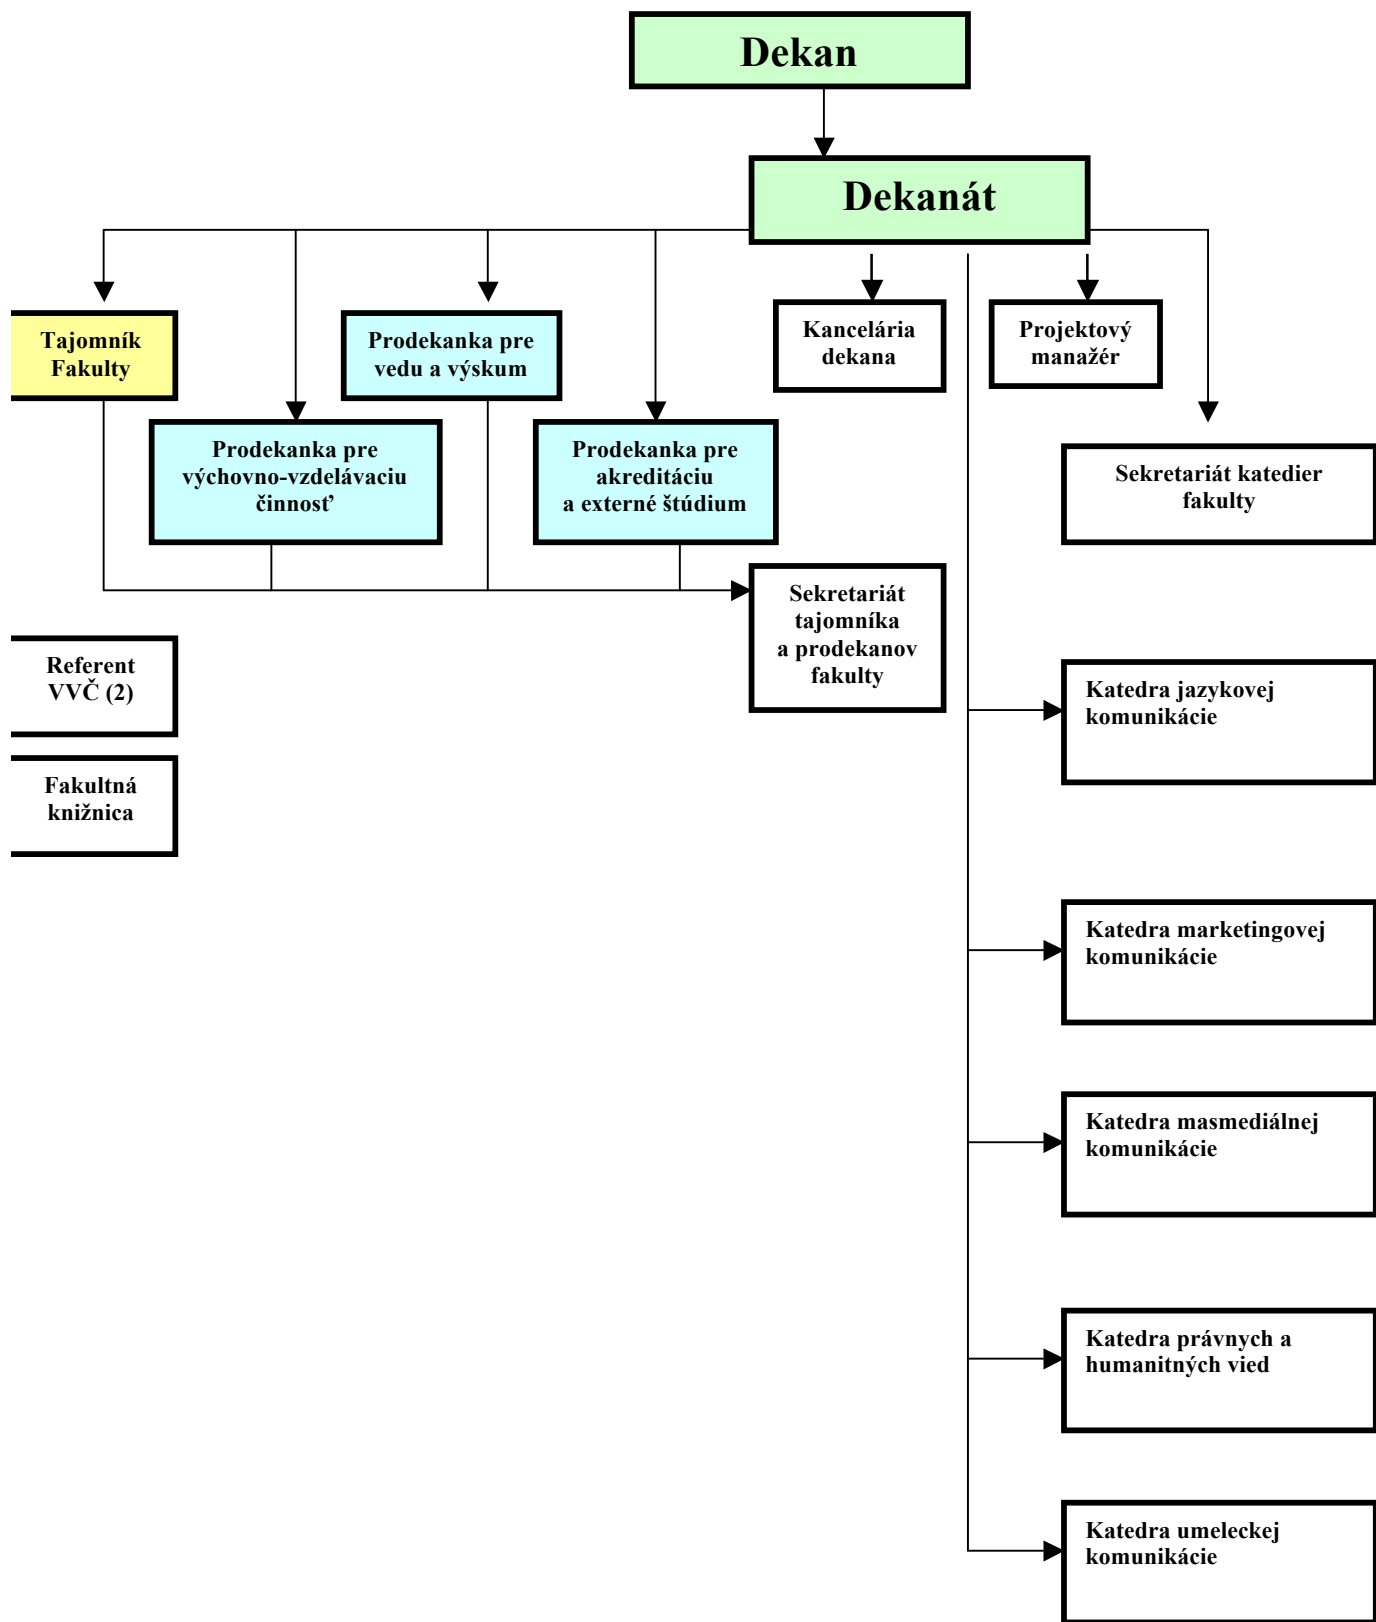 Dekan
Dekanát
Tajomník
Fakulty
Prodekanka pre
vedu a výskum
Kancelária
dekana
Projektový
manažér
Prodekanka pre
výchovno-vzdelávaciu
činnosť
Prodekanka pre
akreditáciu
a externé štúdium
Sekretariát katedier
fakulty
Sekretariát
tajomníka
a prodekanov
fakulty
Referent
VVČ (2)
Fakultná
knižnica
Katedra jazykovej
komunikácie
Katedra marketingovej
komunikácie
Katedra masmediálnej
komunikácie
Katedra právnych a
humanitných vied
Katedra umeleckej
komunikácie